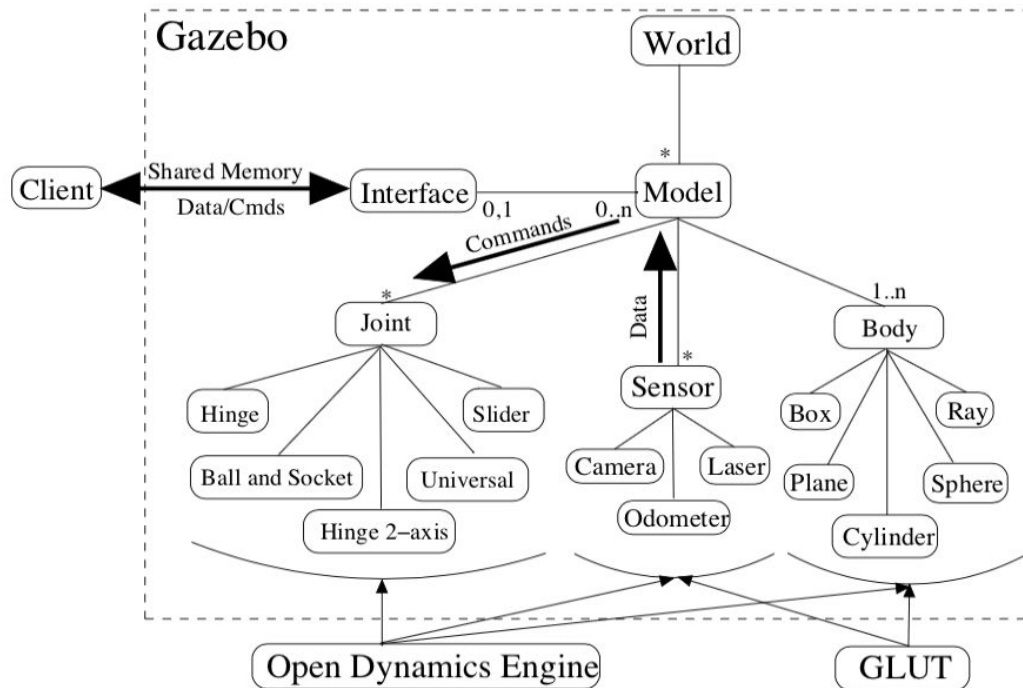 Gazebo
World
*
Shared Memory
Client
Interface
Model
Data/Cmds
0,1
0..n
Commands
Data
*
1..n
Joint
Body
*
Sensor
Hinge
Slider
Box
Ray
Ball and Socket
Universal
Camera
Laser
Plane
Sphere
Hinge 2-axis
Odometer
Cylinder
Open Dynamics Engine
GLUT